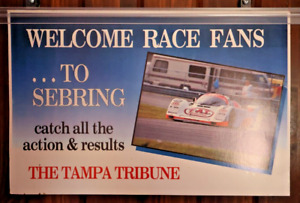 WELCOME RACE FANS
...TO
SEBRING
catch all the
action & results
THE TAMPA TRIBUNE